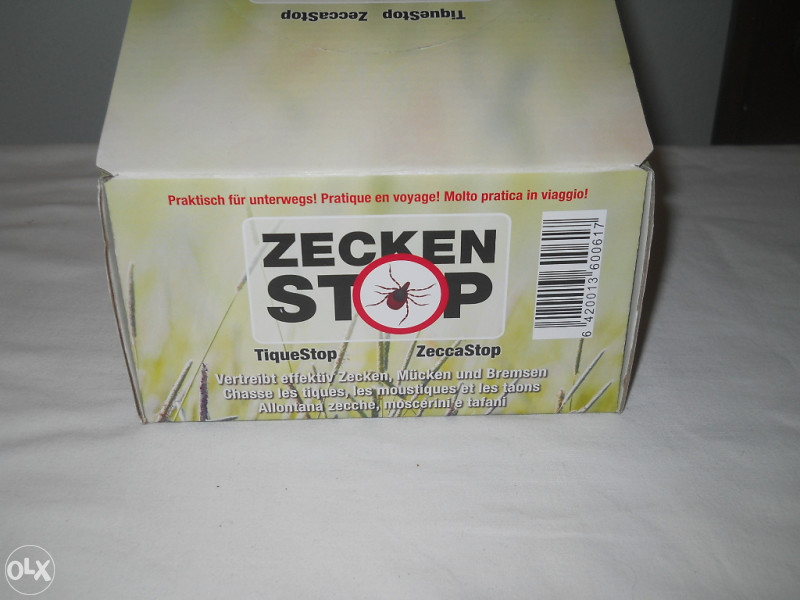 TiqueStop ZeccaStop
Praktisch für unterwegs! Pratique en voyage! Molto pratica in viaggio!
ZECKEN
STOP
TiqueStop ZeccaStop
Vertreibt effektiv Zecken, Mücken und Bremsen
Chasse les tiques, les moustiques et les taons
Allontana zecche, moscerini e tafani
6 420013 600617
OLX